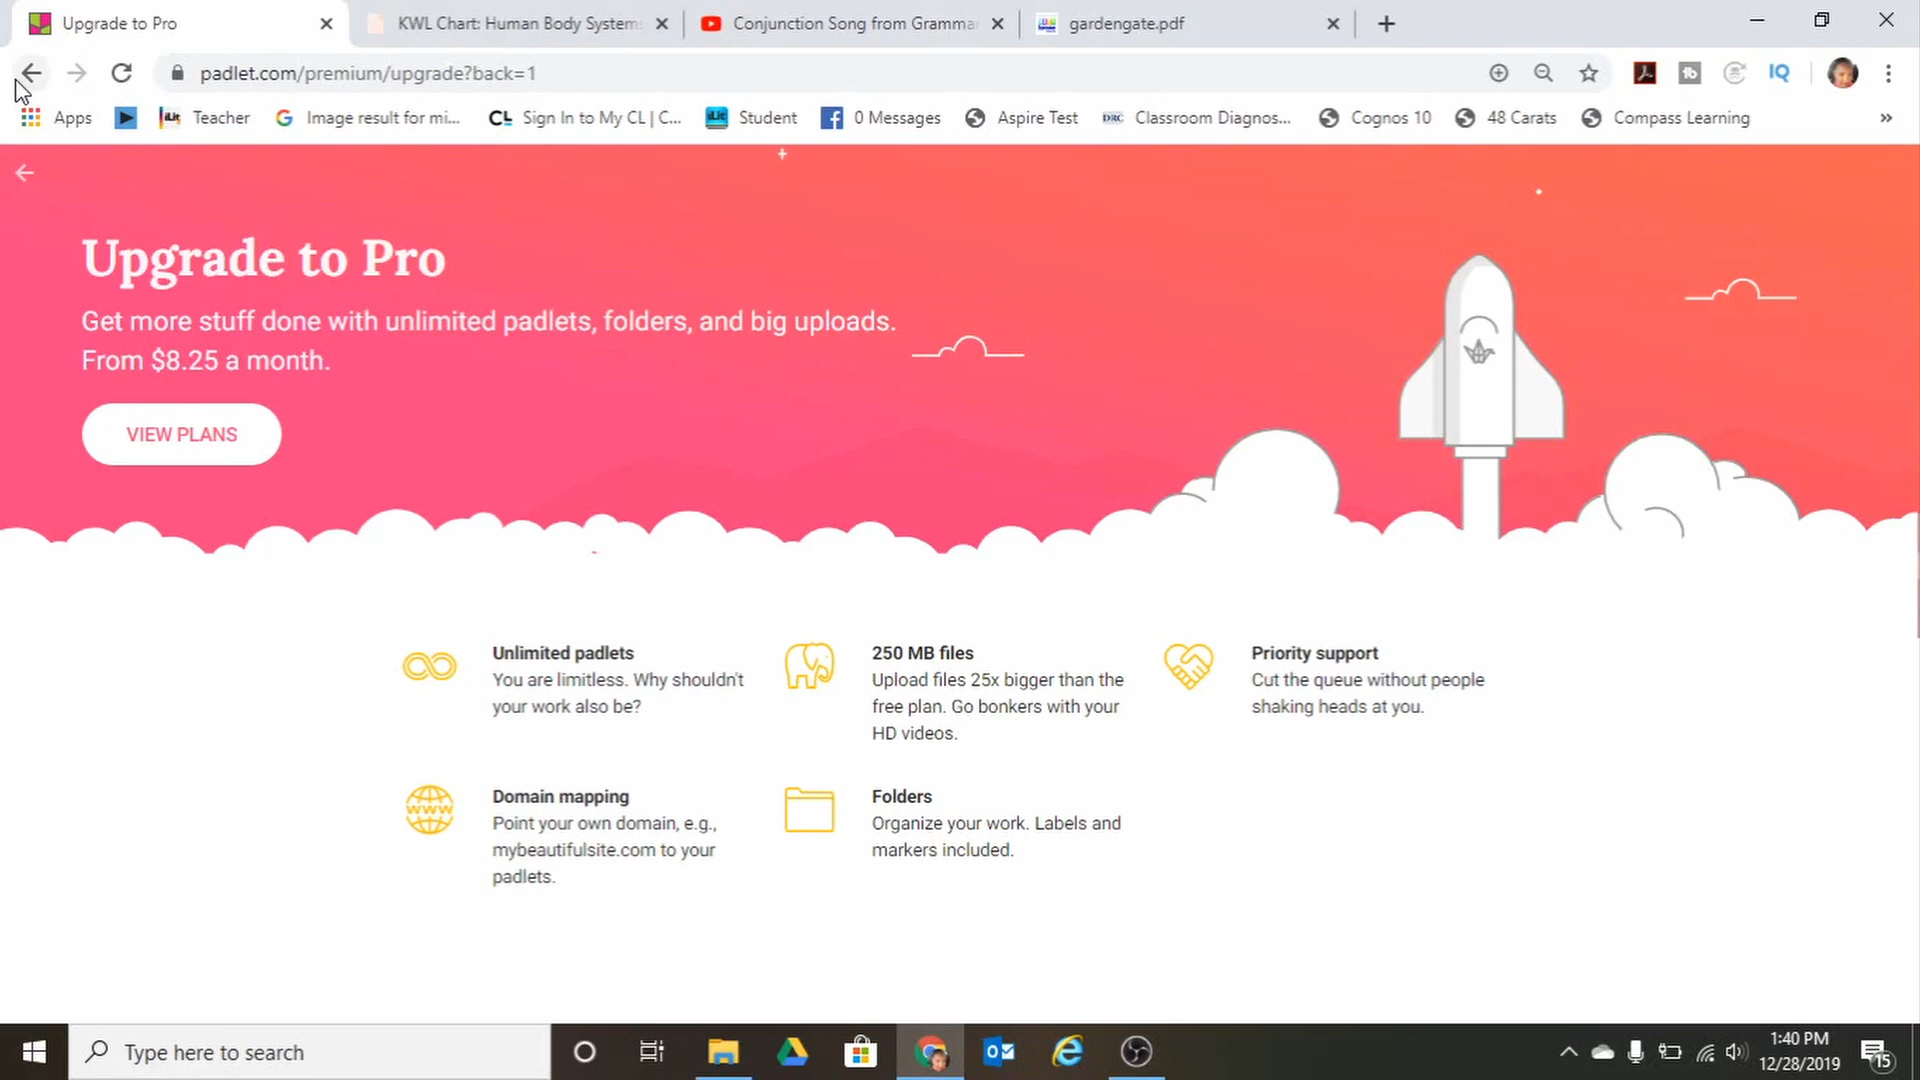 Upgrade to Pro
KWL Chart: Human Body Systems
Conjunction Song from Gramma
gardengate.pdf
padlet.com/premium/upgrade?back=1
Apps
Teacher
Image result for mi...
CL Sign In to My CL | C...
Student
0 Messages
Aspire Test
DRC Classroom Diagnos...
Cognos 10
48 Carats
Compass Learning
Upgrade to Pro
Get more stuff done with unlimited padlets, folders, and big uploads.
From $8.25 a month.
VIEW PLANS
Unlimited padlets
You are limitless. Why shouldn't
your work also be?
250 MB files
Upload files 25x bigger than the
free plan. Go bonkers with your
HD videos.
Priority support
Cut the queue without people
shaking heads at you.
WWW
Domain mapping
Point your own domain, e.g.,
mybeautifulsite.com to your
padlets.
Folders
Organize your work. Labels and
markers included.
Type here to search
1:40 PM
12/28/2019
15